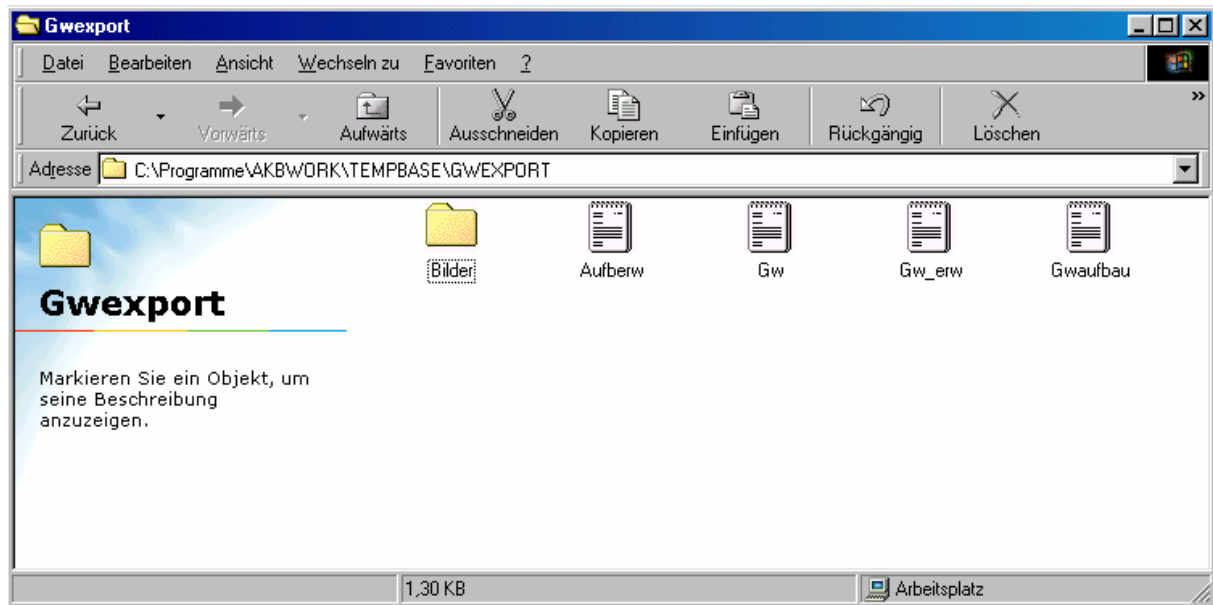 Gwexport
Datei Bearbeiten Ansicht Wechseln zu Favoriten ?
Zurück Vorwärts Aufwärts Ausschneiden Kopieren Einfügen Rückgängig Löschen »
Adresse C:\Programme\AKBWORK\TEMPBASE\GWEXPORT
Bilder Aufberw Gw Gw_erw Gwaufbau
Gwexport
Markieren Sie ein Objekt, um
seine Beschreibung
anzuzeigen.
1,30 KB Arbeitsplatz